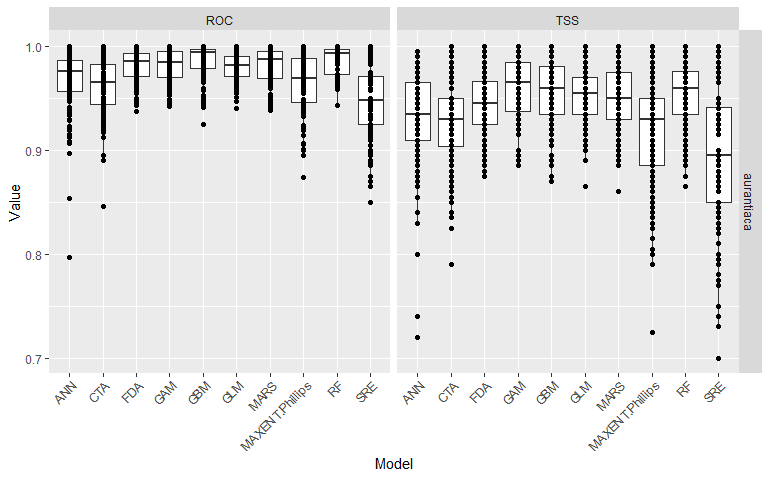 ROC
TSS
Value
1.0
0.9
0.8
0.7
aurantiaca
ANN
CTA
FDA
GAM
GBM
GLM
MARS
MAXENT.Phillips
RF
SRE
ANN
CTA
FDA
GAM
GBM
GLM
MARS
MAXENT.Phillips
RF
SRE
Model